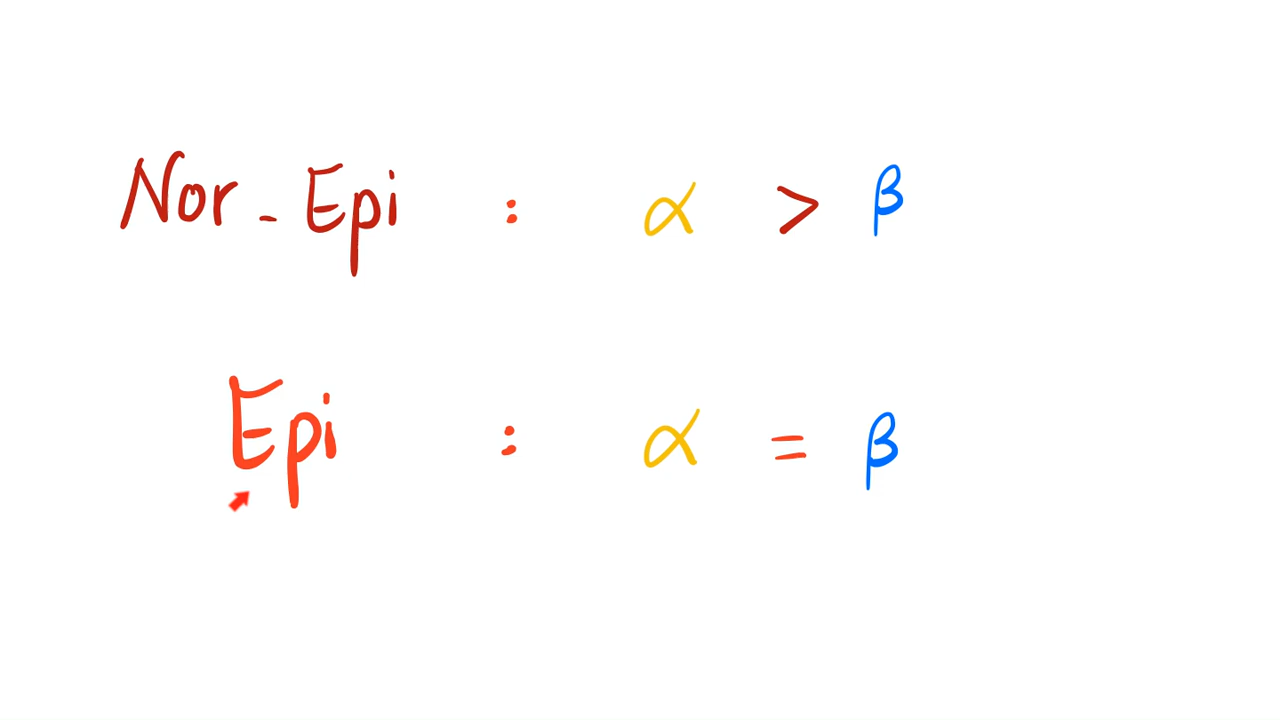 Nor-Epi : α > β
Epi : α = β